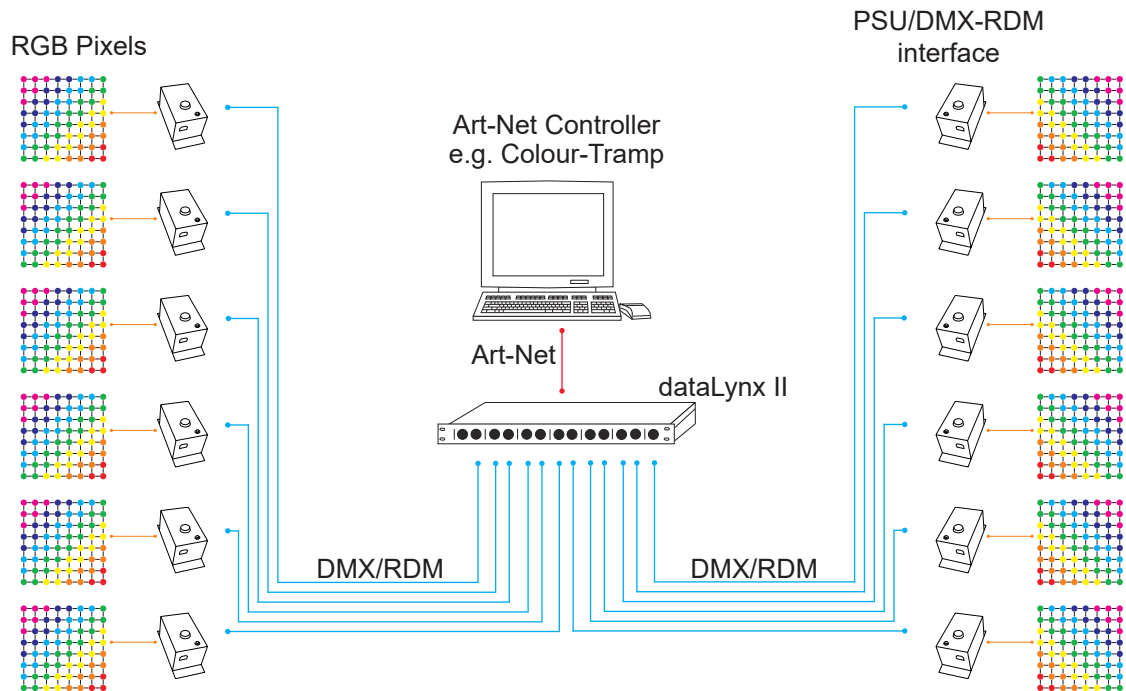 RGB Pixels
PSU/DMX-RDM
interface
Art-Net Controller
e.g. Colour-Tramp
Art-Net
dataLynx II
DMX/RDM
DMX/RDM